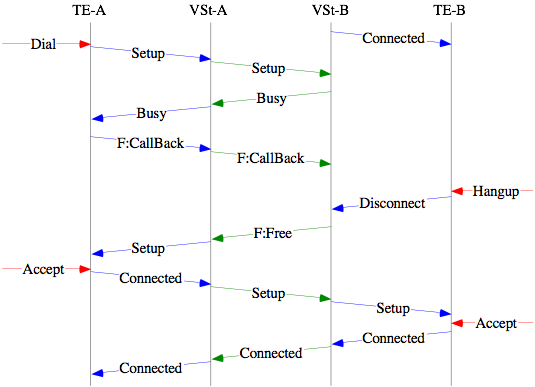 TE-A VSt-A VSt-B TE-B
Connected
Dial
Setup
Setup
Busy
Busy
F:CallBack
F:CallBack
Hangup
Disconnect
F:Free
Setup
Accept
Connected
Setup
Setup
Accept
Connected
Connected
Connected